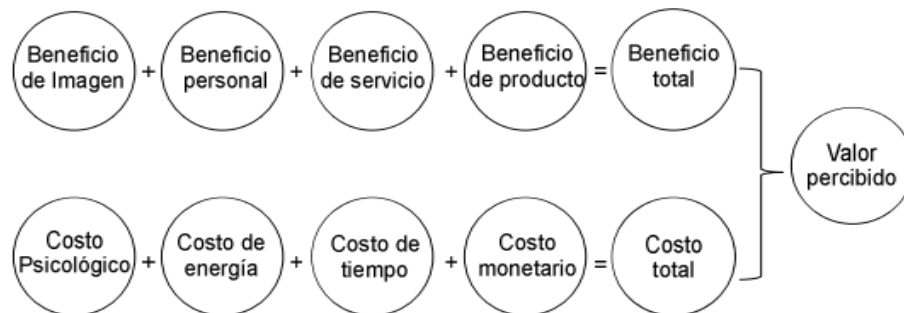 Beneficio
de Imagen
+
Beneficio
personal
+
Beneficio
de servicio
+
Beneficio
de producto
=
Beneficio
total
Valor
percibido
Costo
Psicológico
+
Costo de
energía
+
Costo de
tiempo
+
Costo
monetario
=
Costo
total